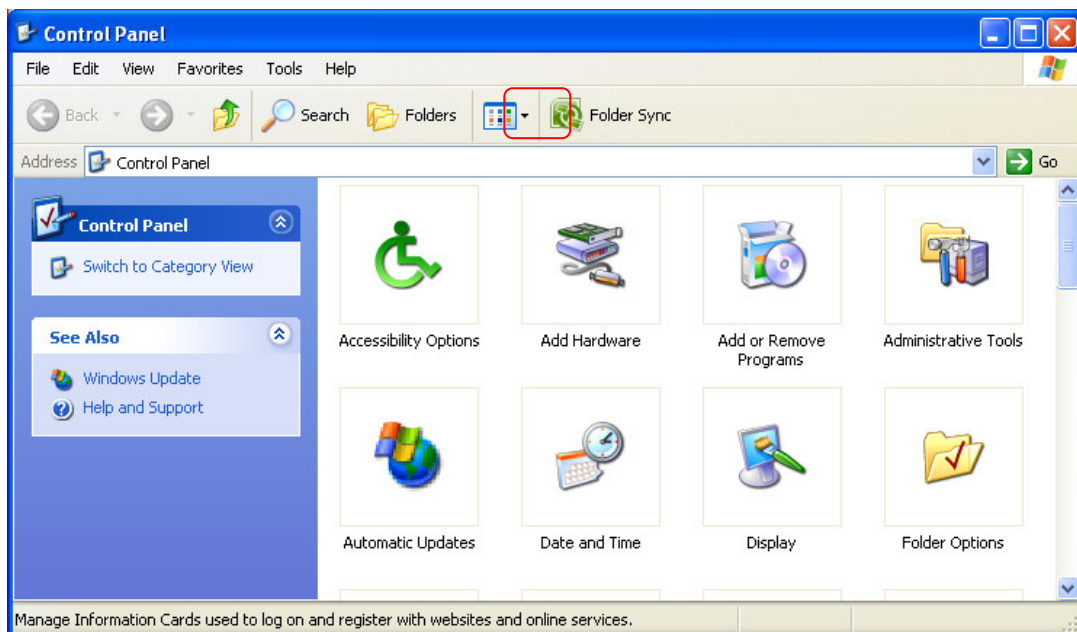 Control Panel
File Edit View Favorites Tools Help
Back Search Folders Folder Sync
Address Control Panel Go
Control Panel
Switch to Category View
See Also
Windows Update
Help and Support
Accessibility Options Add Hardware Add or Remove Programs Administrative Tools
Automatic Updates Date and Time Display Folder Options
Manage Information Cards used to log on and register with websites and online services.